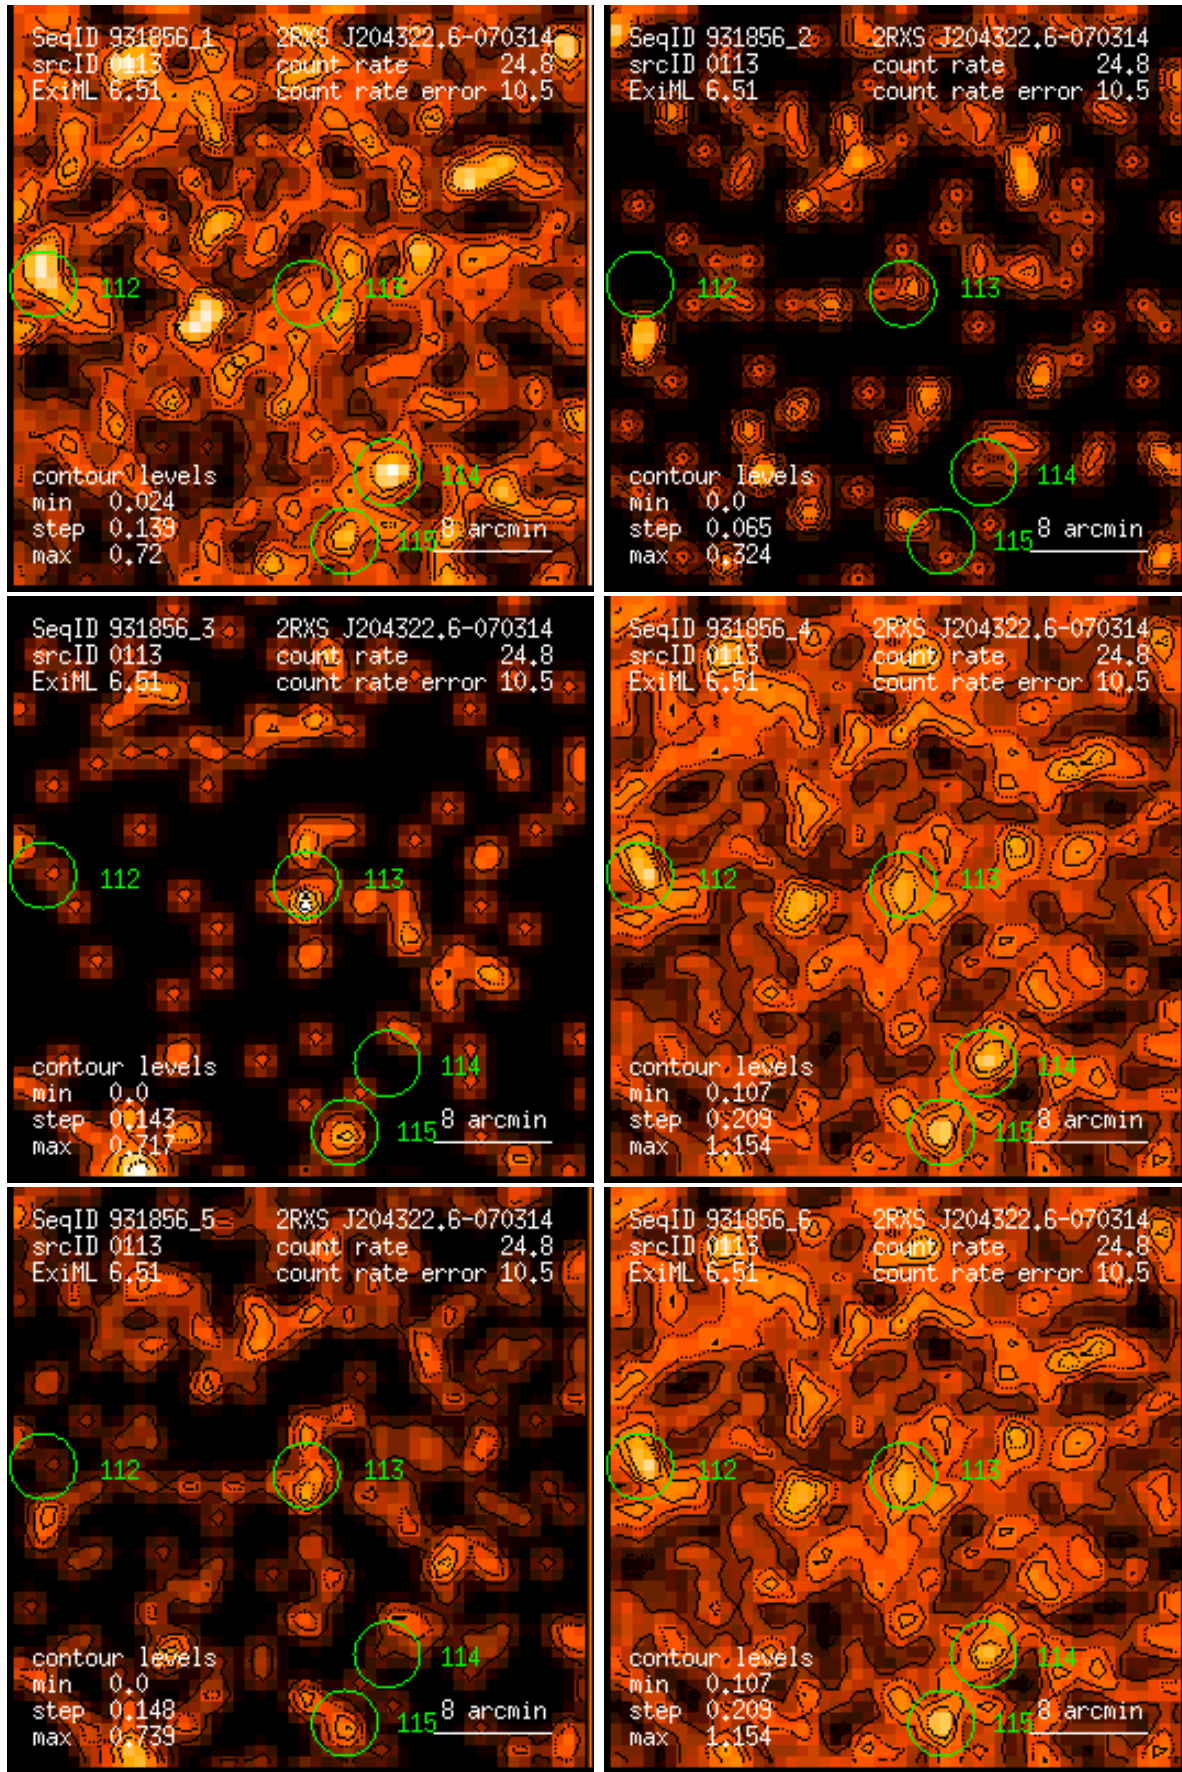 SeqID 931856_1 2RXS J204322.6-070314
srcID 0113 count rate 24.8
ExiML 6.51 count rate error 10.5
112 113
114
contour levels
min 0.024
step 0.139 115 8 arcmin
max 0.72
SeqID 931856_2 2RXS J204322.6-070314
srcID 0113 count rate 24.8
ExiML 6.51 count rate error 10.5
112 113
114
contour levels
min 0.0
step 0.065 115 8 arcmin
max 0.324
SeqID 931856_3 2RXS J204322.6-070314
srcID 0113 count rate 24.8
ExiML 6.51 count rate error 10.5
112 113
114
contour levels
min 0.0
step 0.143 115 8 arcmin
max 0.717
SeqID 931856_4 2RXS J204322.6-070314
srcID 0113 count rate 24.8
ExiML 6.51 count rate error 10.5
112 113
114
contour levels
min 0.107
step 0.209 115 8 arcmin
max 1.154
SeqID 931856_5 2RXS J204322.6-070314
srcID 0113 count rate 24.8
ExiML 6.51 count rate error 10.5
112 113
114
contour levels
min 0.0
step 0.148 115 8 arcmin
max 0.739
SeqID 931856_6 2RXS J204322.6-070314
srcID 0113 count rate 24.8
ExiML 6.51 count rate error 10.5
112 113
114
contour levels
min 0.107
step 0.209 115 8 arcmin
max 1.154